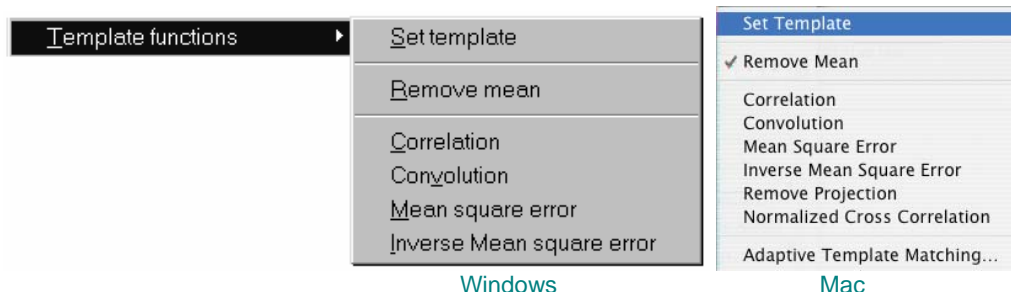 Template functions
Set template
Remove mean
Correlation
Convolution
Mean square error
Inverse Mean square error
Windows
Set Template
✓ Remove Mean
Correlation
Convolution
Mean Square Error
Inverse Mean Square Error
Remove Projection
Normalized Cross Correlation
Adaptive Template Matching...
Mac